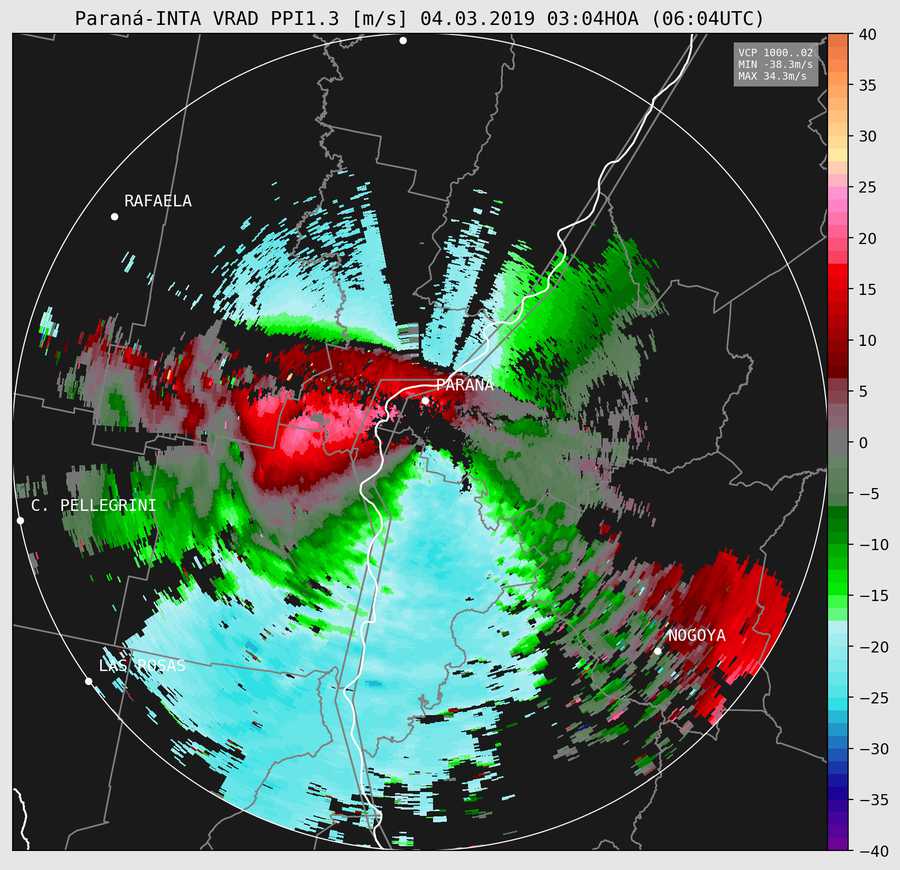 Paraná-INTA VRAD PPI1.3 [m/s] 04.03.2019 03:04HOA (06:04UTC)
VCP 1000..02
MIN -38.3m/s
MAX 34.3m/s
RAFAELA
PARANA
C. PELLEGRINI
NOGOYA
LAS ROSAS
40
35
30
25
20
15
10
5
0
−5
−10
−15
−20
−25
−30
−35
−40